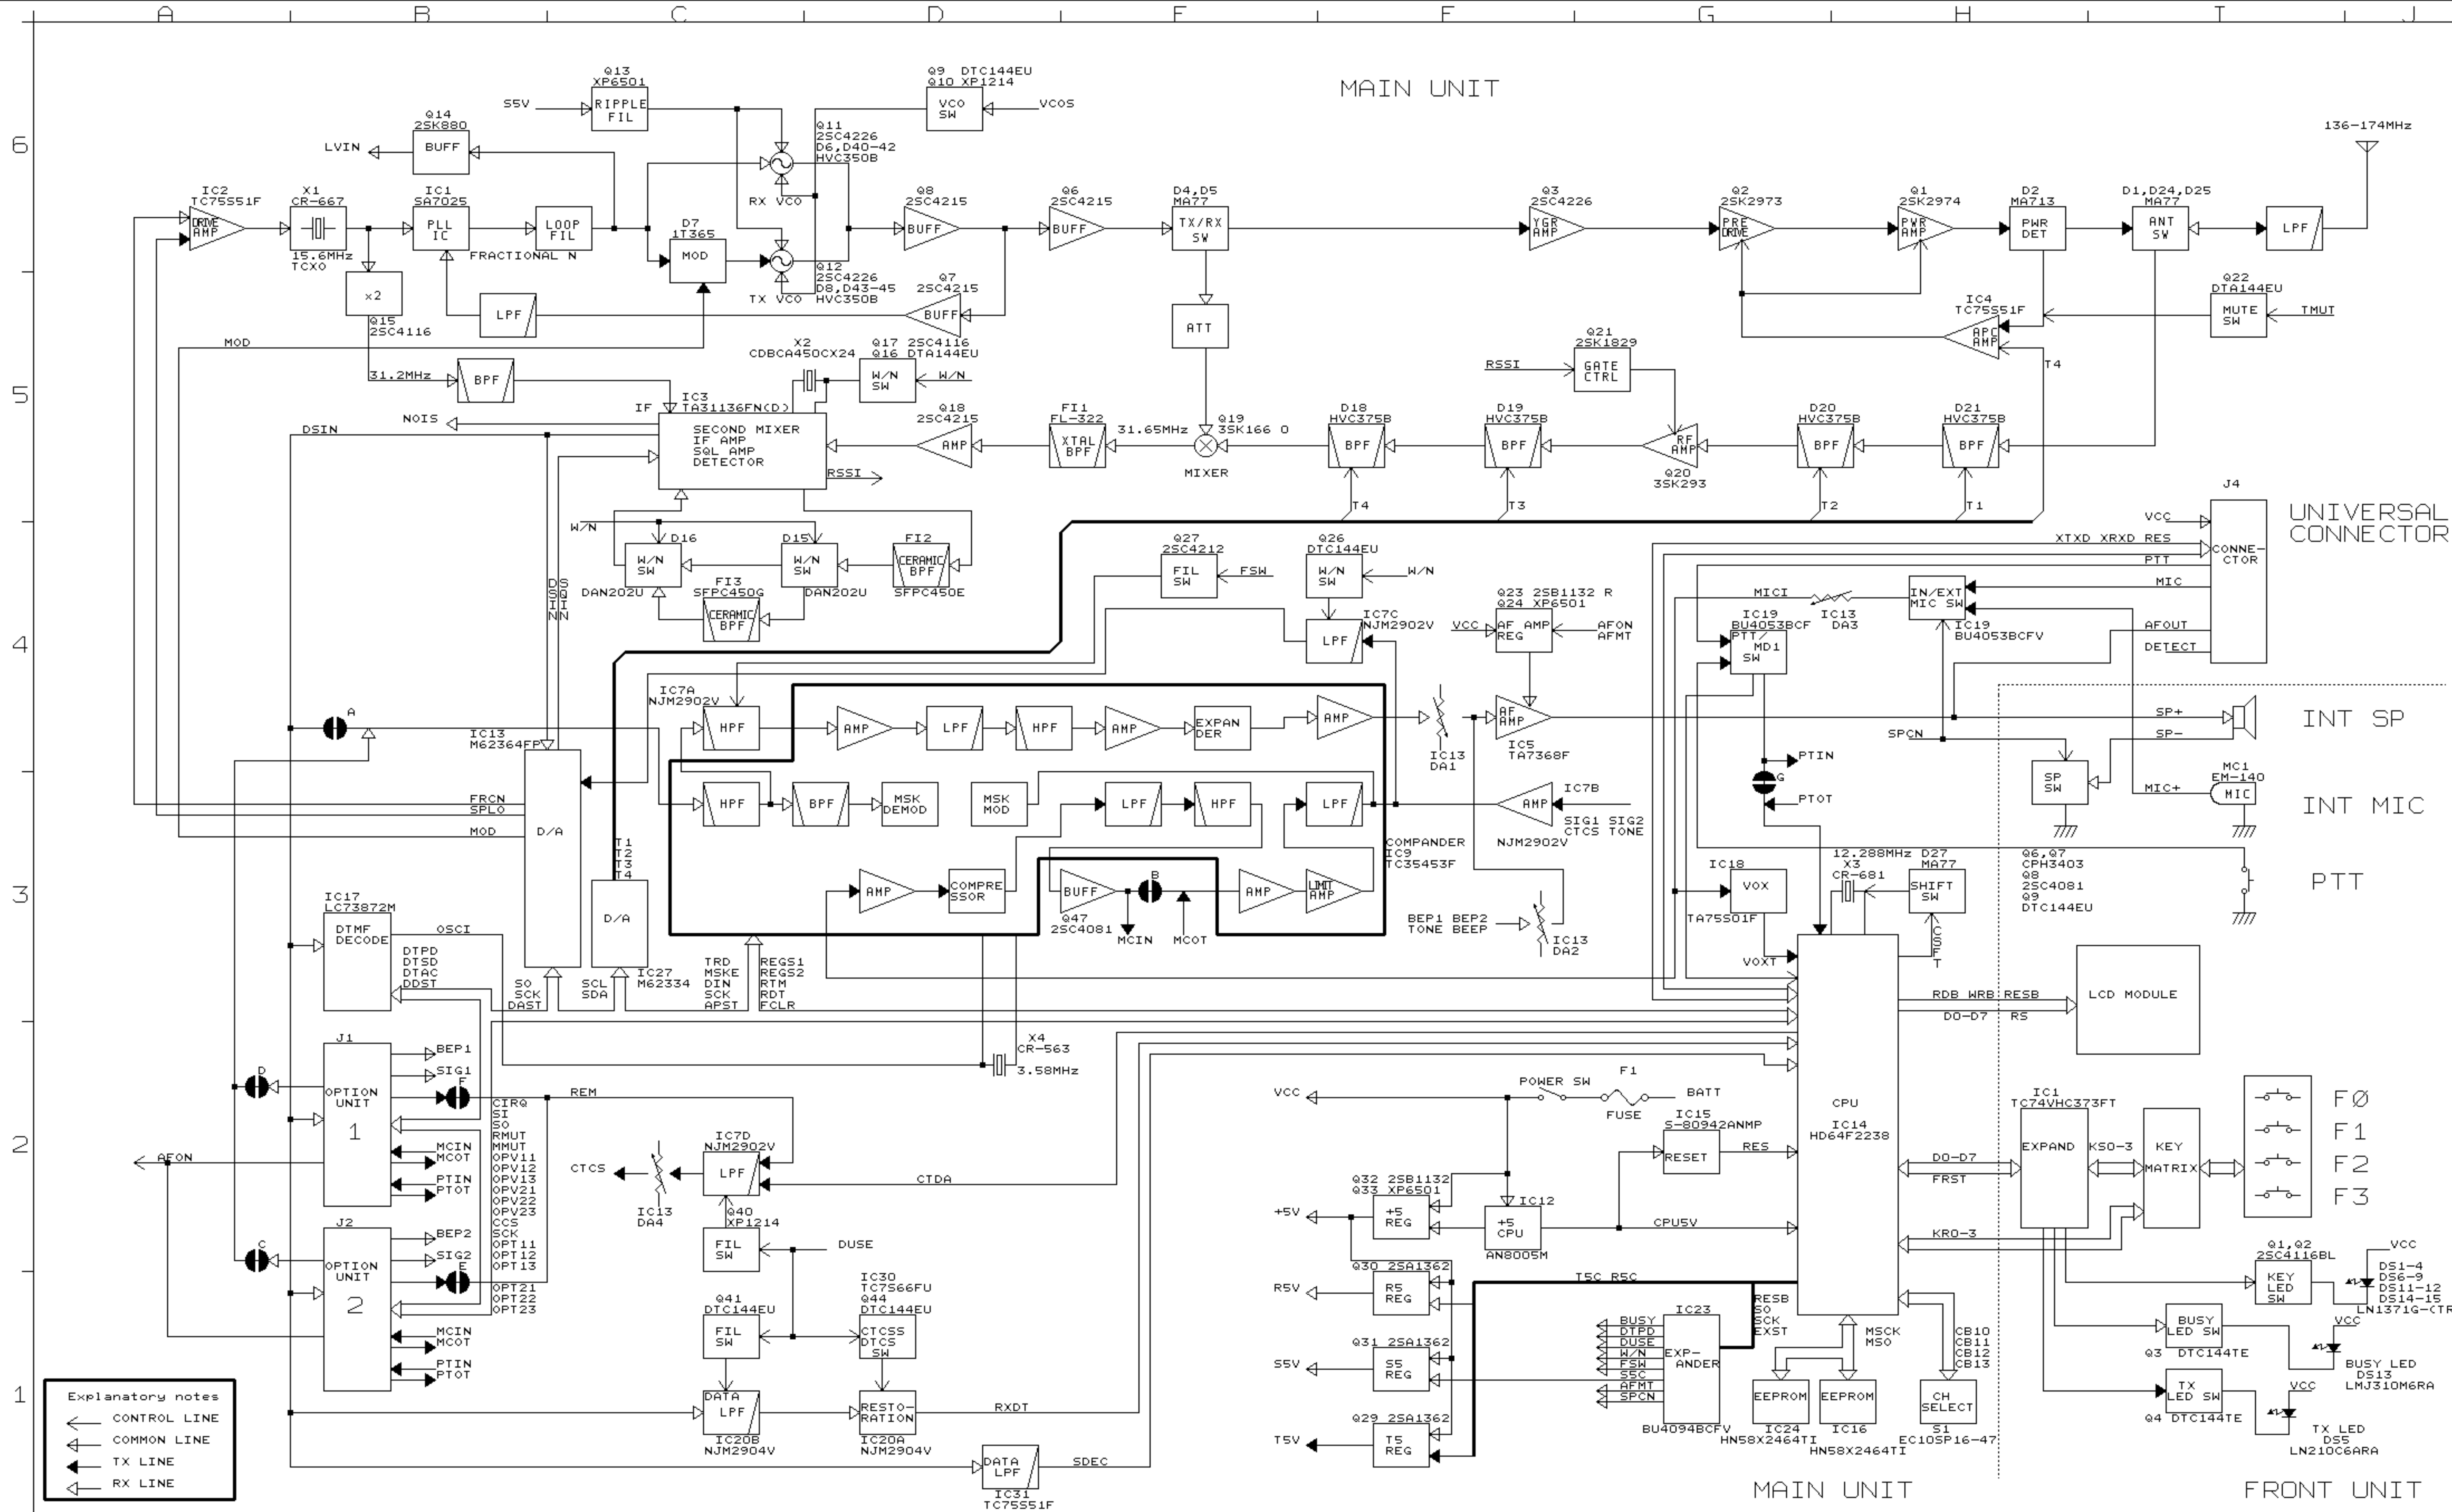 A B C D E F G H I J
MAIN UNIT
6
Q13
XP6501
S5V
RIPPLE
FIL
Q9 DTC144EU
Q10 XP1214
VCO
SW
VCOS
Q14
2SK880
LVIN
BUFF
Q11
2SC4226
D6,D40-42
HVC350B
RX VCO
136-174MHz
IC2
TC75S51F
DRIVE
AMP
X1
CR-667
15.6MHz
TCXO
IC1
SA7025
PLL
IC
LOOP
FIL
FRACTIONAL N
D7
1T365
MOD
Q12
2SC4226
D8,D43-45
HVC350B
TX VCO
Q8
2SC4215
BUFF
Q6
2SC4215
BUFF
D4,D5
MA77
TX/RX
SW
Q3
2SC4226
YGR
AMP
Q2
2SK2973
PRE
DRIVE
Q1
2SK2974
PWR
AMP
D2
MA713
PWR
DET
D1,D24,D25
MA77
ANT
SW
LPF
x2
Q15
2SC4116
LPF
Q7
2SC4215
BUFF
ATT
IC4
TC75S51F
APC
AMP
Q22
DTA144EU
MUTE
SW
TMUT
5
MOD
31.2MHz
BPF
X2
CDBCA450CX24
Q17 2SC4116
Q16 DTA144EU
W/N
SW
W/N
Q21
2SK1829
RSSI
GATE
CTRL
T4
NOIS
DSIN
IF
IC3
TA31136FN(D)
SECOND MIXER
IF AMP
SQL AMP
DETECTOR
RSSI
Q18
2SC4215
AMP
FI1
FL-322
XTAL
BPF
31.65MHz
Q19
3SK166 O
MIXER
D18
HVC375B
BPF
T4
D19
HVC375B
BPF
T3
RF
AMP
Q20
3SK293
D20
HVC375B
BPF
T2
D21
HVC375B
BPF
T1
J4
UNIVERSAL
CONNECTOR
VCC
XTXD XRXD RES
PTT
MIC
AFOUT
DETECT
CONNE-
CTOR
4
W/N
D16
W/N
SW
DAN202U
D15
W/N
SW
DAN202U
FI2
CERAMIC
BPF
SFPC450E
FI3
SFPC450G
CERAMIC
BPF
DSIN
SQIN
Q27
2SC4212
FIL
SW
FSW
Q26
DTC144EU
W/N
SW
W/N
IC7C
NJM2902V
LPF
Q23 2SB1132 R
Q24 XP6501
VCC
AF AMP
REG
AFON
AFMT
MICI
IC13
DA3
IN/EXT
MIC SW
IC19
BU4053BCFV
IC19
BU4053BCF
PTT/
MD1
SW
A
IC13
M62364FP
D/A
FRCN
SPLO
MOD
IC7A
NJM2902V
HPF
AMP
LPF
HPF
AMP
EXPAN
DER
AMP
IC13
DA1
AF
AMP
IC5
TA7368F
SP+
SP-
SPCN
INT SP
PTIN
G
PTOT
SP
SW
MC1
EM-140
MIC+
MIC
INT MIC
3
T1
T2
T3
T4
D/A
IC27
M62334
HPF
BPF
MSK
DEMOD
MSK
MOD
LPF
HPF
LPF
AMP
IC7B
NJM2902V
SIG1 SIG2
CTCS TONE
COMPANDER
IC9
TC35453F
AMP
COMPRE
SSOR
BUFF
Q47
2SC4081
B
MCIN
MCOT
AMP
LIMIT
AMP
BEP1 BEP2
TONE BEEP
IC13
DA2
IC18
VOX
TA75S01F
VOXT
12.288MHz
X3
CR-681
D27
MA77
SHIFT
SW
CSFT
Q6,Q7
CPH3403
Q8
2SC4081
Q9
DTC144EU
PTT
IC17
LC73872M
DTMF
DECODE
OSCI
DTPD
DTSD
DTAC
DDST
SO
SCK
DAST
SCL
SDA
TRD
MSKE
DIN
SCK
APST
REGS1
REGS2
RTM
RDT
FCLR
RDB WRB RESB
D0-D7 RS
LCD MODULE
2
X4
CR-563
3.58MHz
J1
OPTION
UNIT
1
D
BEP1
SIG1
F
MCIN
MCOT
PTIN
PTOT
REM
CIRQ
SI
SO
RMUT
MMUT
OPV11
OPV12
OPV13
OPV21
OPV22
OPV23
CCS
SCK
OPT11
OPT12
OPT13
OPT21
OPT22
OPT23
AFON
J2
OPTION
UNIT
2
C
BEP2
SIG2
E
MCIN
MCOT
PTIN
PTOT
IC7D
NJM2902V
LPF
CTCS
IC13
DA4
CTDA
Q40
XP1214
FIL
SW
DUSE
VCC
POWER SW
F1
FUSE
BATT
IC15
S-80942ANMP
RESET
RES
CPU
IC14
HD64F2238
Q32 2SB1132
Q33 XP6501
+5V
+5
REG
IC12
+5
CPU
AN8005M
CPU5V
IC1
TC74VHC373FT
EXPAND
KS0-3
KEY
MATRIX
D0-D7
FRST
KR0-3
F0
F1
F2
F3
1
Q41
DTC144EU
FIL
SW
IC30
TC7S66FU
Q44
DTC144EU
CTCSS
DTCS
SW
DATA
LPF
IC20B
NJM2904V
RESTO-
RATION
IC20A
NJM2904V
RXDT
DATA
LPF
IC31
TC75S51F
SDEC
Q30 2SA1362
R5V
R5
REG
T5C R5C
Q31 2SA1362
S5V
S5
REG
Q29 2SA1362
T5V
T5
REG
IC23
BUSY
DTPD
DUSE
W/N
FSW
S5C
AFMT
SPCN
EXP-
ANDER
BU4094BCFV
RESB
SO
SCK
EXST
MSCK
MSO
EEPROM
IC24
HN58X2464TI
EEPROM
IC16
HN58X2464TI
CB10
CB11
CB12
CB13
CH
SELECT
S1
EC10SP16-47
Q1,Q2
2SC4116BL
KEY
LED
SW
VCC
DS1-4
DS6-9
DS11-12
DS14-15
LN1371G-(TR
BUSY
LED SW
Q3 DTC144TE
VCC
BUSY LED
DS13
LMJ310M6RA
TX
LED SW
Q4 DTC144TE
VCC
TX LED
DS5
LN210C6ARA
Explanatory notes
CONTROL LINE
COMMON LINE
TX LINE
RX LINE
MAIN UNIT
FRONT UNIT